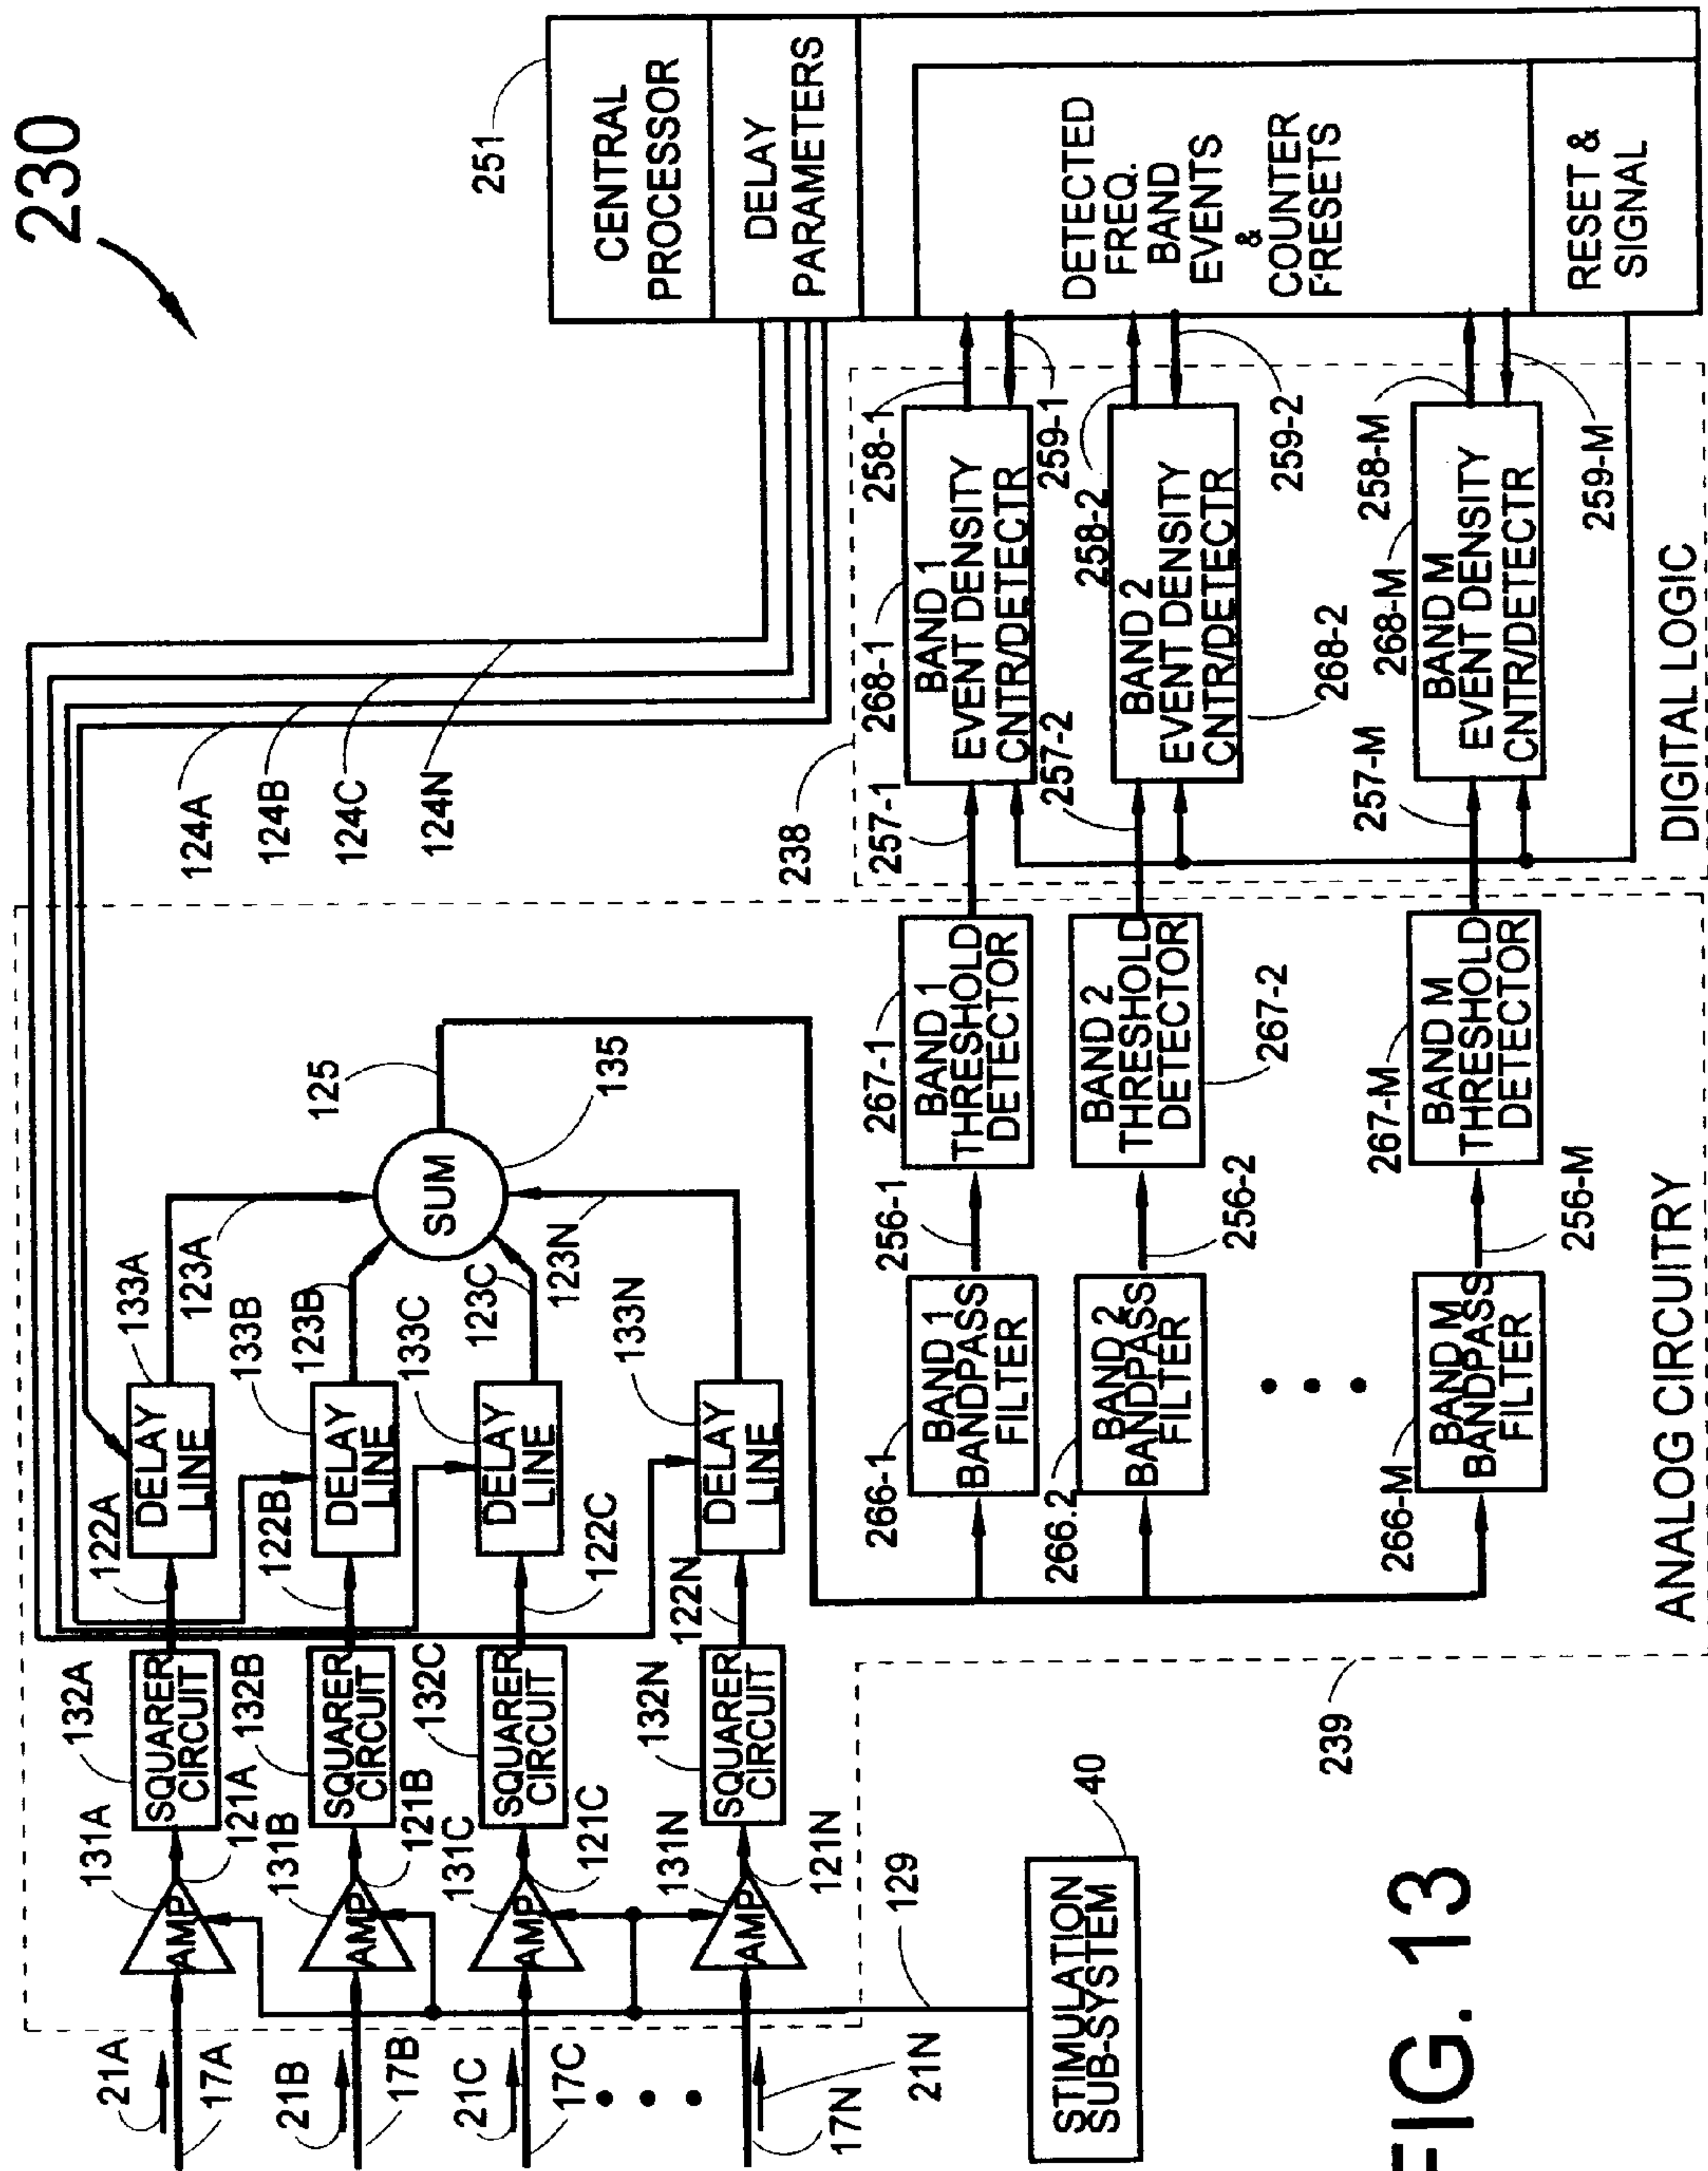 230
21A
17A
21B
17B
21C
17C
17N
21N
131A
AMP
121A
131B
AMP
121B
131C
AMP
121C
131N
AMP
121N
132A
SQUARER
CIRCUIT
132B
SQUARER
CIRCUIT
132C
SQUARER
CIRCUIT
132N
SQUARER
CIRCUIT
122A
122B
122C
122N
DELAY
LINE
133A
DELAY
LINE
133B
DELAY
LINE
133C
DELAY
LINE
133N
123A
123B
123C
123N
SUM
125
135
124A
124B
124C
124N
251
CENTRAL
PROCESSOR
DELAY
PARAMETERS
DETECTED
FREQ.
BAND
EVENTS
&
COUNTER
FRESETS
RESET &
SIGNAL
STIMULATION
SUB-SYSTEM
40
129
239
266-1
BAND 1
BANDPASS
FILTER
256-1
267-1
BAND 1
THRESHOLD
DETECTOR
257-1
238
268-1
BAND 1
EVENT DENSITY
CNTR/DETECTR
258-1
259-1
266.2
BAND 2
BANDPASS
FILTER
256-2
BAND 2
THRESHOLD
DETECTOR
267-2
257-2
BAND 2
EVENT DENSITY
CNTR/DETECTR
268-2
258-2
259-2
266-M
BAND M
BANDPASS
FILTER
256-M
267-M
BAND M
THRESHOLD
DETECTOR
257-M
268-M
BAND M
EVENT DENSITY
CNTR/DETECTR
258-M
259-M
ANALOG CIRCUITRY
DIGITAL LOGIC
FIG. 13